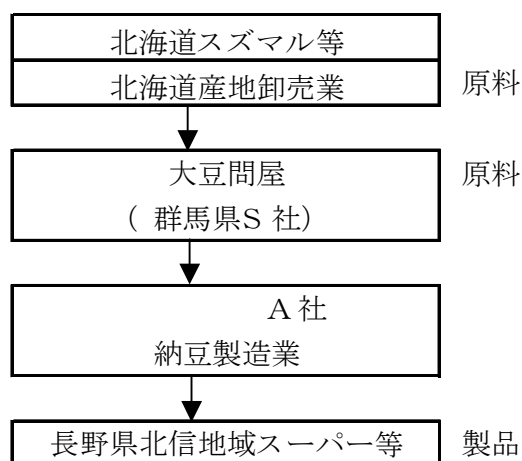 北海道スズマル等
北海道産地卸売業 原料
大豆問屋 原料
( 群馬県S 社)
A 社
納豆製造業
長野県北信地域スーパー等 製品